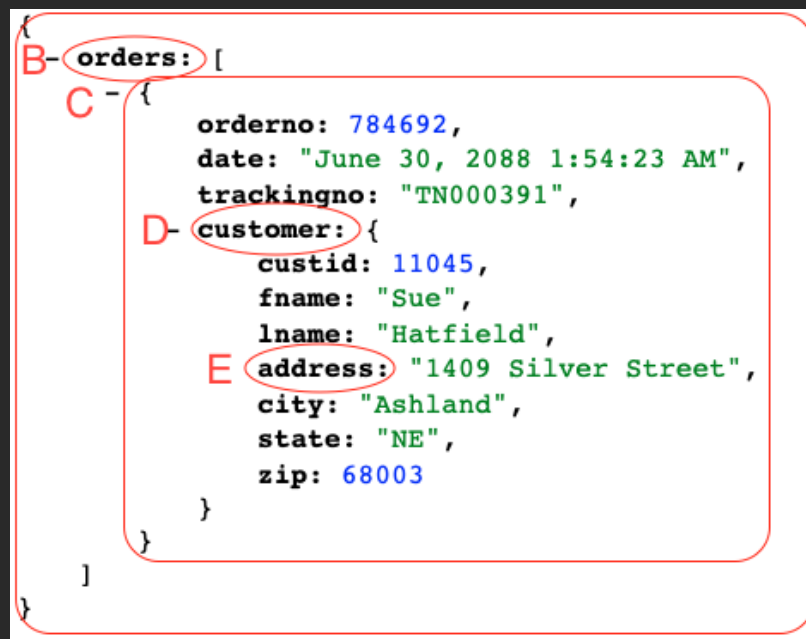 {
B- orders: [
C - {
orderno: 784692,
date: "June 30, 2088 1:54:23 AM",
trackingno: "TN000391",
D- customer: {
custid: 11045,
fname: "Sue",
lname: "Hatfield",
E address: "1409 Silver Street",
city: "Ashland",
state: "NE",
zip: 68003
}
}
]
}